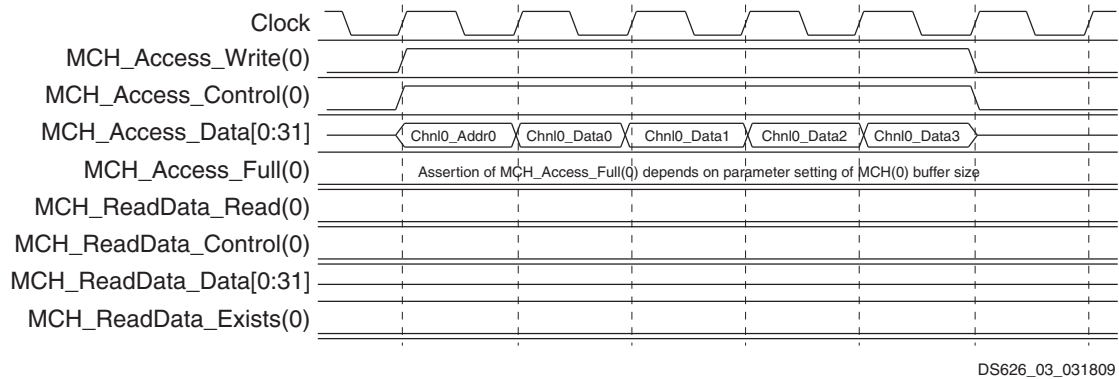 Clock
MCH_Access_Write(0)
MCH_Access_Control(0)
MCH_Access_Data[0:31] Chnl0_Addr0 Chnl0_Data0 Chnl0_Data1 Chnl0_Data2 Chnl0_Data3
MCH_Access_Full(0) Assertion of MCH_Access_Full(0) depends on parameter setting of MCH(0) buffer size
MCH_ReadData_Read(0)
MCH_ReadData_Control(0)
MCH_ReadData_Data[0:31]
MCH_ReadData_Exists(0)
DS626_03_031809